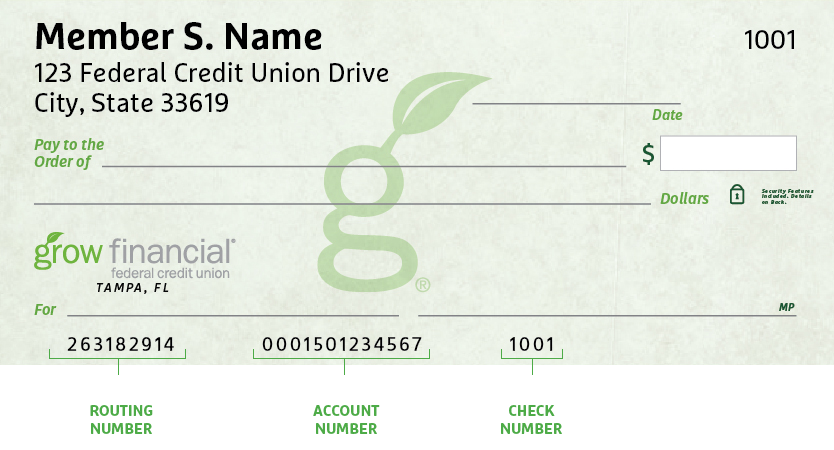 Member S. Name
1001
123 Federal Credit Union Drive
City, State 33619
Date
Pay to the
Order of
$
Dollars
Security Features
Included. Details
on Back.
grow financial®
federal credit union
TAMPA, FL
g®
For
MP
263182914 0001501234567 1001
ROUTING
NUMBER
ACCOUNT
NUMBER
CHECK
NUMBER